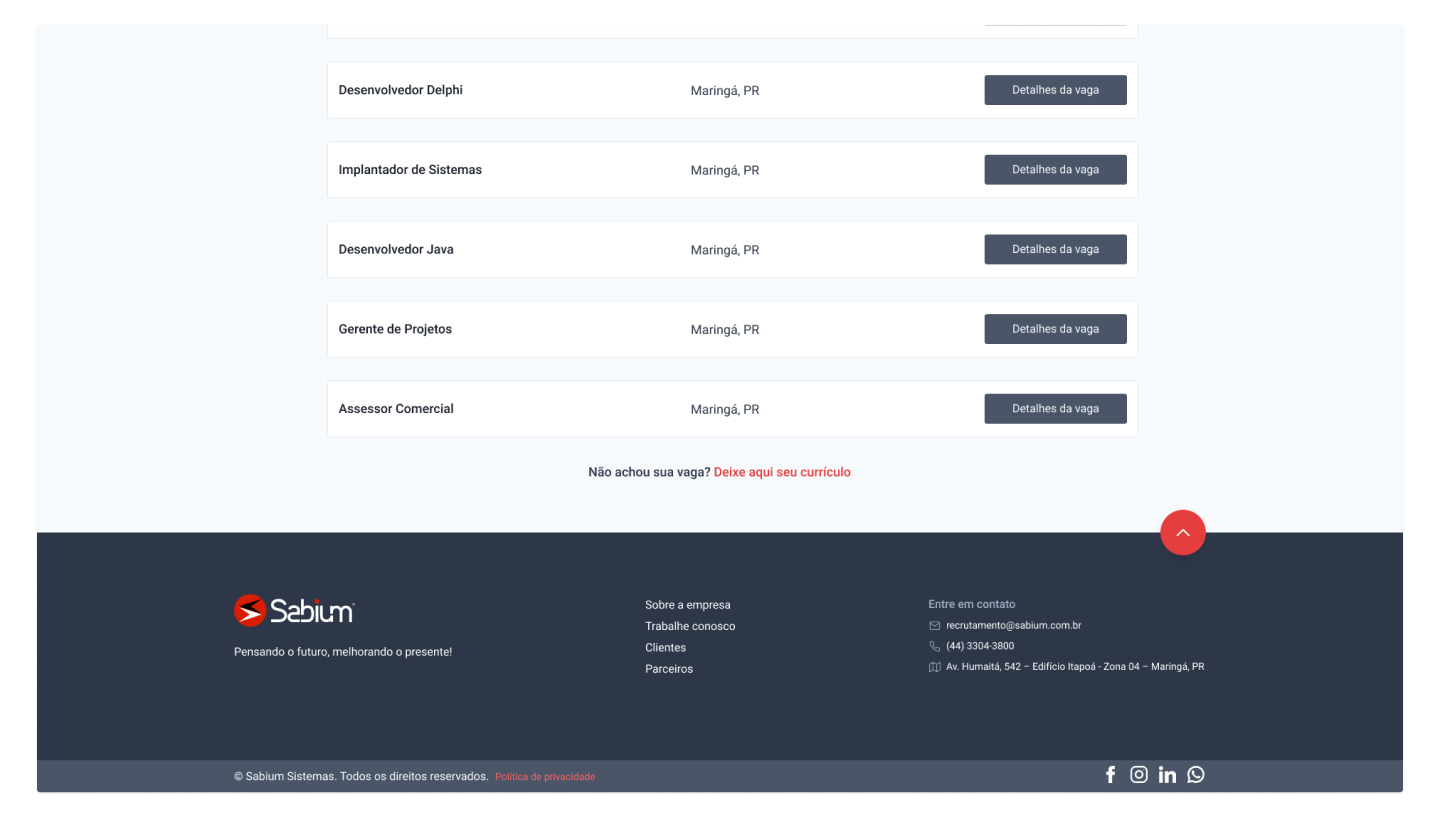 Desenvolvedor Delphi Maringá, PR Detalhes da vaga
Implantador de Sistemas Maringá, PR Detalhes da vaga
Desenvolvedor Java Maringá, PR Detalhes da vaga
Gerente de Projetos Maringá, PR Detalhes da vaga
Assessor Comercial Maringá, PR Detalhes da vaga
Não achou sua vaga? Deixe aqui seu currículo
Sabium
Pensando o futuro, melhorando o presente!
Sobre a empresa
Trabalhe conosco
Clientes
Parceiros
Entre em contato
recrutamento@sabium.com.br
(44) 3304-3800
Av. Humaitá, 542 – Edifício Itapoá - Zona 04 – Maringá, PR
© Sabium Sistemas. Todos os direitos reservados. Política de privacidade